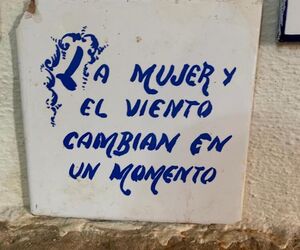 LA MUJER Y
EL VIENTO
CAMBIAN EN
UN MOMENTO